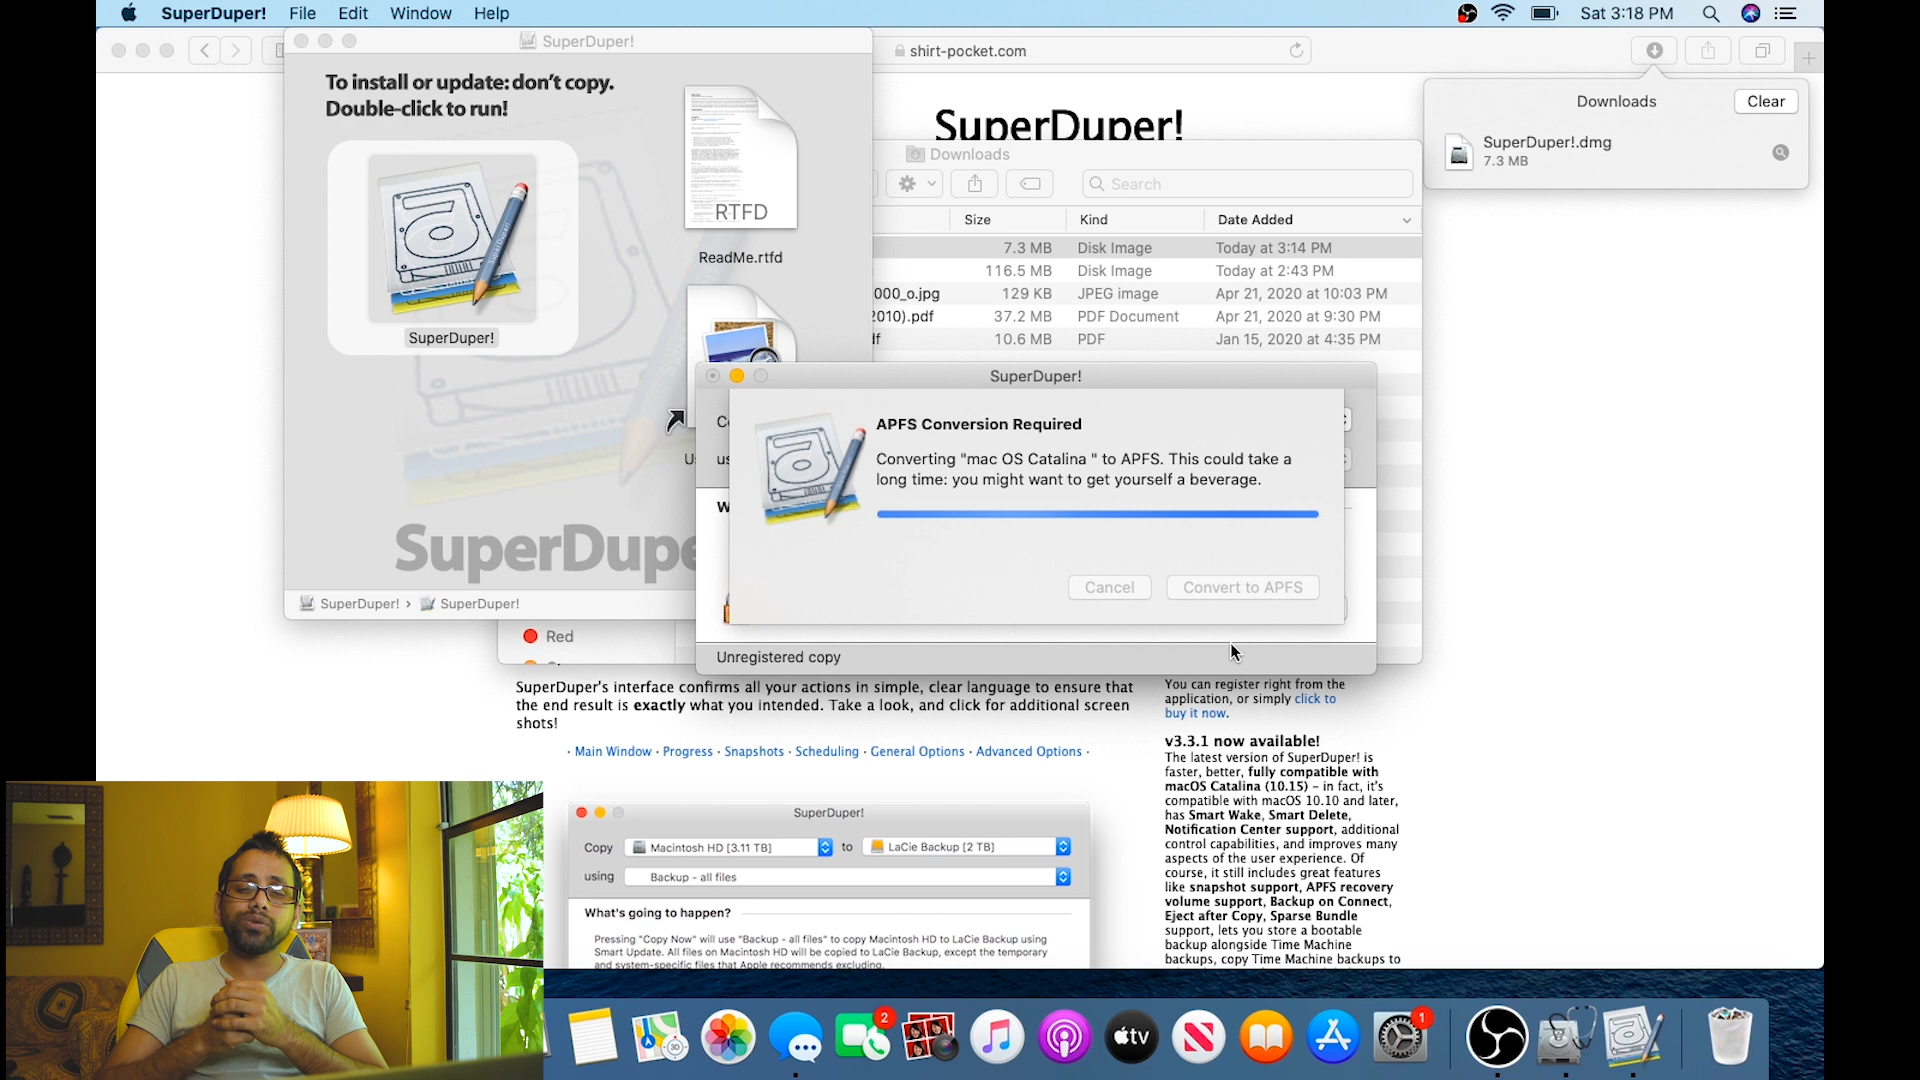 SuperDuper! File Edit Window Help
Sat 3:18 PM
SuperDuper!
shirt-pocket.com
To install or update: don't copy.
Double-click to run!
RTFD
ReadMe.rtfd
SuperDuper!
SuperDupe
SuperDuper! › SuperDuper!
SuperDuper!
Downloads
Clear
SuperDuper!.dmg
7.3 MB
Downloads
Search
Size Kind Date Added
7.3 MB Disk Image Today at 3:14 PM
116.5 MB Disk Image Today at 2:43 PM
000_o.jpg 129 KB JPEG image Apr 21, 2020 at 10:03 PM
2010).pdf 37.2 MB PDF Document Apr 21, 2020 at 9:30 PM
10.6 MB PDF Jan 15, 2020 at 4:35 PM
SuperDuper!
APFS Conversion Required
Converting "mac OS Catalina " to APFS. This could take a
long time: you might want to get yourself a beverage.
Cancel Convert to APFS
Unregistered copy
Red
SuperDuper's interface confirms all your actions in simple, clear language to ensure that
the end result is exactly what you intended. Take a look, and click for additional screen
shots!
· Main Window · Progress · Snapshots · Scheduling · General Options · Advanced Options ·
SuperDuper!
Copy Macintosh HD [3.11 TB] to LaCie Backup [2 TB]
using Backup - all files
What's going to happen?
Pressing "Copy Now" will use "Backup - all files" to copy Macintosh HD to LaCie Backup using
Smart Update. All files on Macintosh HD will be copied to LaCie Backup, except the temporary
and system-specific files that Apple recommends excluding.
You can register right from the
application, or simply click to
buy it now.
v3.3.1 now available!
The latest version of SuperDuper! is
faster, better, fully compatible with
macOS Catalina (10.15) - in fact, it's
compatible with macOS 10.10 and later,
has Smart Wake, Smart Delete,
Notification Center support, additional
control capabilities, and improves many
aspects of the user experience. Of
course, it still includes great features
like snapshot support, APFS recovery
volume support, Backup on Connect,
Eject after Copy, Sparse Bundle
support, lets you store a bootable
backup alongside Time Machine
backups, copy Time Machine backups to
3D
2
tv
1